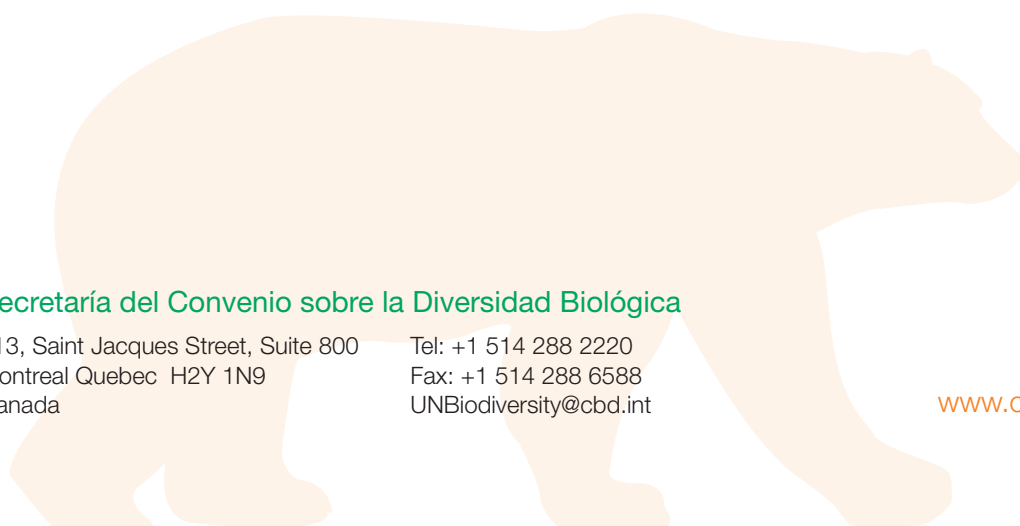 ecretaría del Convenio sobre la Diversidad Biológica
13, Saint Jacques Street, Suite 800
ontreal Quebec H2Y 1N9
anada
Tel: +1 514 288 2220
Fax: +1 514 288 6588
UNBiodiversity@cbd.int
www.c